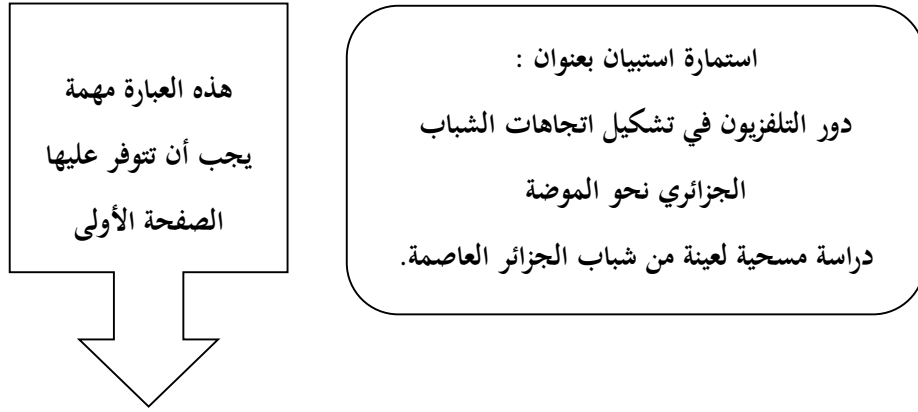 استمارة استبيان بعنوان :
دور التلفزيون في تشكيل اتجاهات الشباب
الجزائري نحو الموضة
دراسة مسحية لعينة من شباب الجزائر العاصمة.
هذه العبارة مهمة
يجب أن تتوفر عليها
الصفحة الأولى